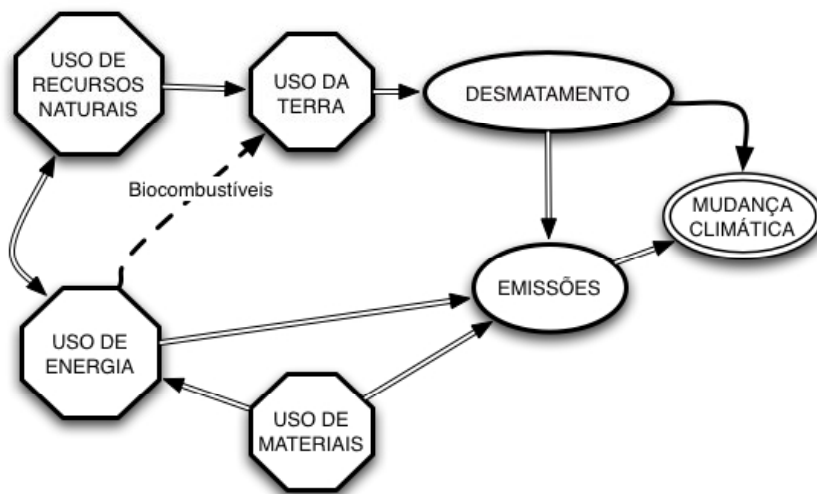 USO DE
RECURSOS
NATURAIS
USO DA
TERRA
DESMATAMENTO
Biocombustíveis
MUDANÇA
CLIMÁTICA
EMISSÕES
USO DE
ENERGIA
USO DE
MATERIAIS